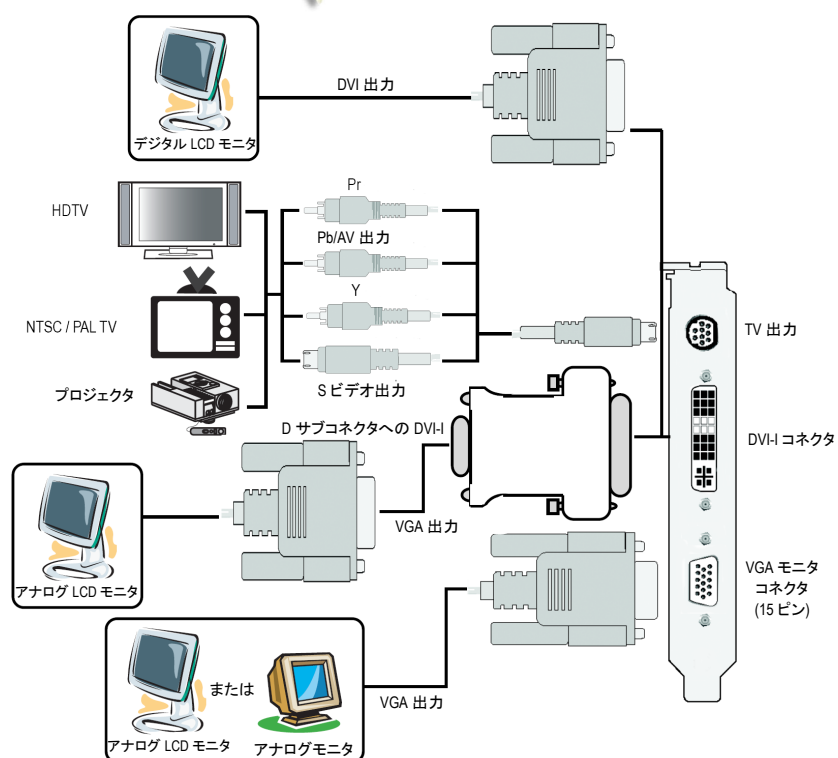 DVI 出力
デジタル LCD モニタ
Pr
HDTV
Pb/AV 出力
Y
NTSC / PAL TV
TV 出力
S ビデオ出力
プロジェクタ
D サブコネクタへの DVI-I
DVI-I コネクタ
VGA 出力
アナログ LCD モニタ
VGA モニタ
コネクタ
(15 ピン)
または
VGA 出力
アナログ LCD モニタ
アナログモニタ